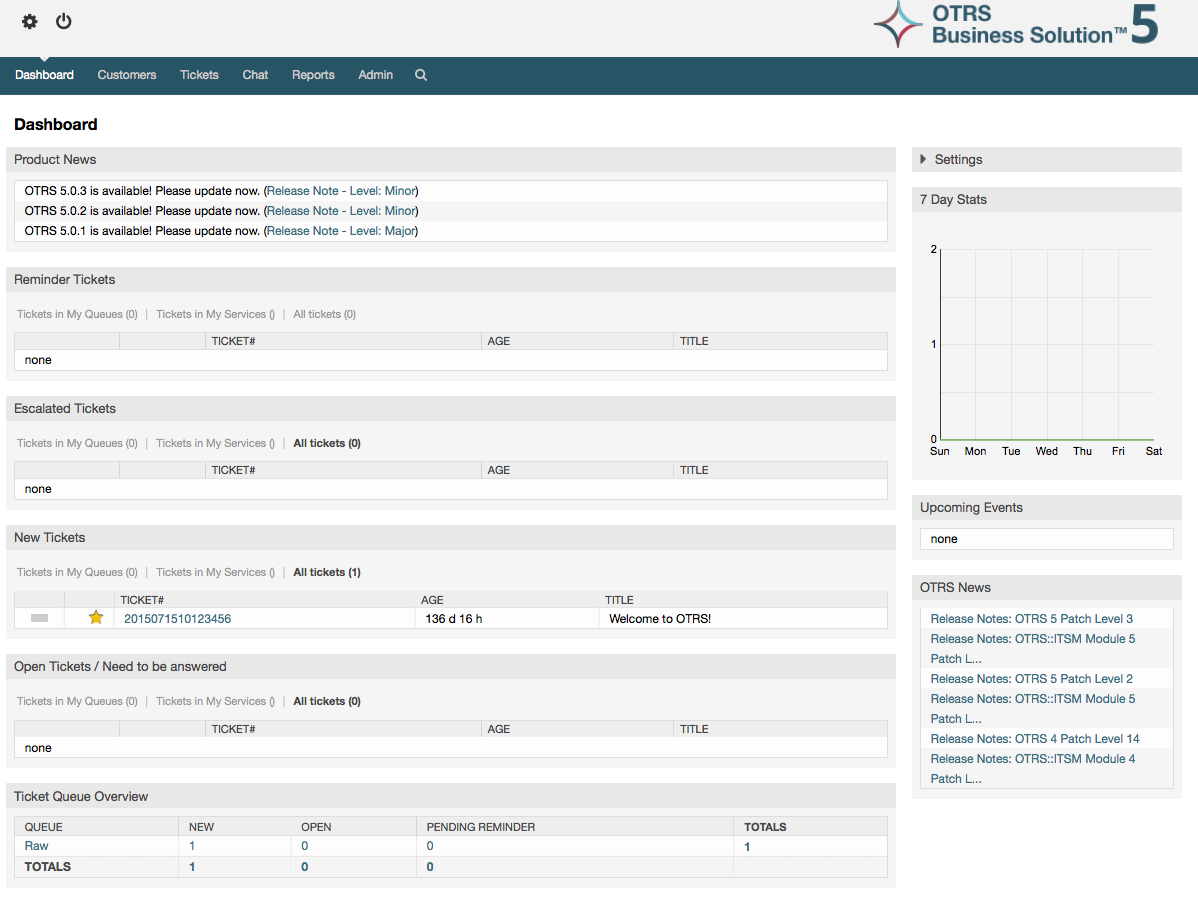 OTRS
Business Solution™ 5
Dashboard Customers Tickets Chat Reports Admin
Dashboard
Product News
OTRS 5.0.3 is available! Please update now. (Release Note - Level: Minor)
OTRS 5.0.2 is available! Please update now. (Release Note - Level: Minor)
OTRS 5.0.1 is available! Please update now. (Release Note - Level: Major)
Reminder Tickets
Tickets in My Queues (0) | Tickets in My Services () | All tickets (0)
TICKET# AGE TITLE
none
Escalated Tickets
Tickets in My Queues (0) | Tickets in My Services () | All tickets (0)
TICKET# AGE TITLE
none
New Tickets
Tickets in My Queues (0) | Tickets in My Services () | All tickets (1)
TICKET# AGE TITLE
2015071510123456 136 d 16 h Welcome to OTRS!
Open Tickets / Need to be answered
Tickets in My Queues (0) | Tickets in My Services () | All tickets (0)
TICKET# AGE TITLE
none
Ticket Queue Overview
QUEUE NEW OPEN PENDING REMINDER TOTALS
Raw 1 0 0 1
TOTALS 1 0 0
Settings
7 Day Stats
2
1
0
Sun Mon Tue Wed Thu Fri Sat
Upcoming Events
none
OTRS News
Release Notes: OTRS 5 Patch Level 3
Release Notes: OTRS::ITSM Module 5
Patch L...
Release Notes: OTRS 5 Patch Level 2
Release Notes: OTRS::ITSM Module 5
Patch L...
Release Notes: OTRS 4 Patch Level 14
Release Notes: OTRS::ITSM Module 4
Patch L...